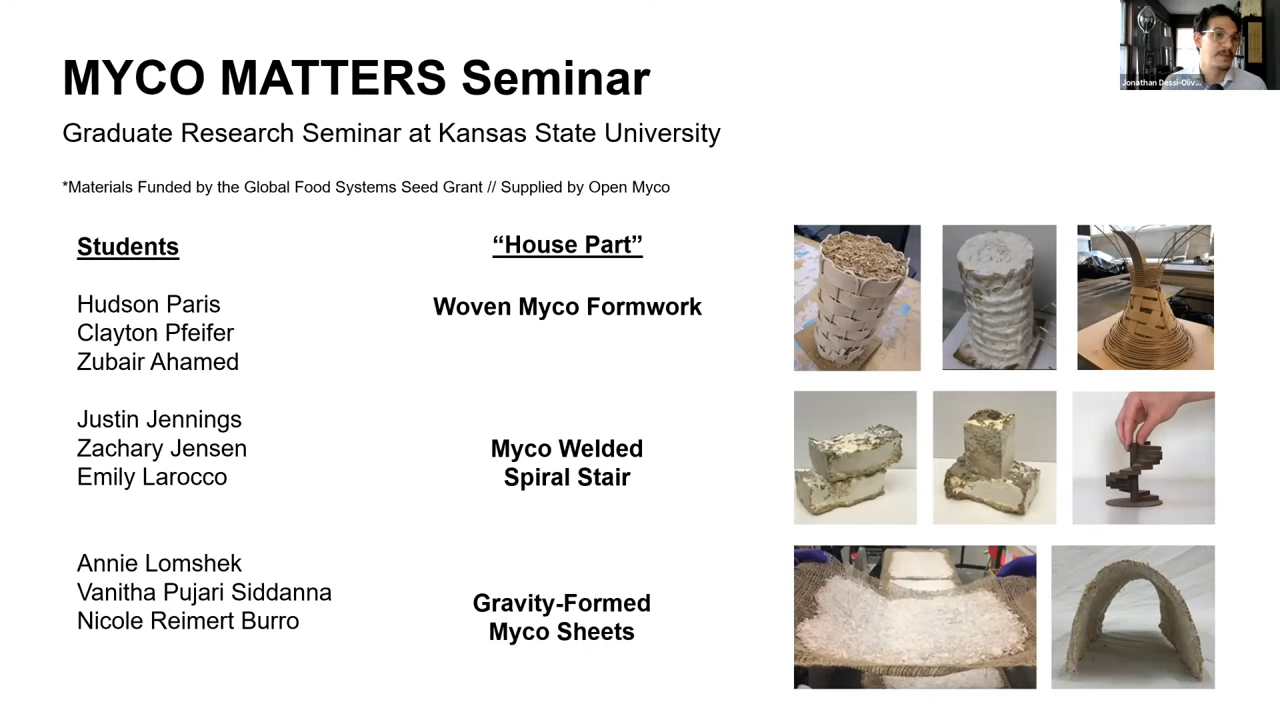 MYCO MATTERS Seminar
Graduate Research Seminar at Kansas State University
*Materials Funded by the Global Food Systems Seed Grant // Supplied by Open Myco
Students
Hudson Paris
Clayton Pfeifer
Zubair Ahamed
Justin Jennings
Zachary Jensen
Emily Larocco
Annie Lomshek
Vanitha Pujari Siddanna
Nicole Reimert Burro
“House Part”
Woven Myco Formwork
Myco Welded
Spiral Stair
Gravity-Formed
Myco Sheets
Jonathan Dessi-Oliv...